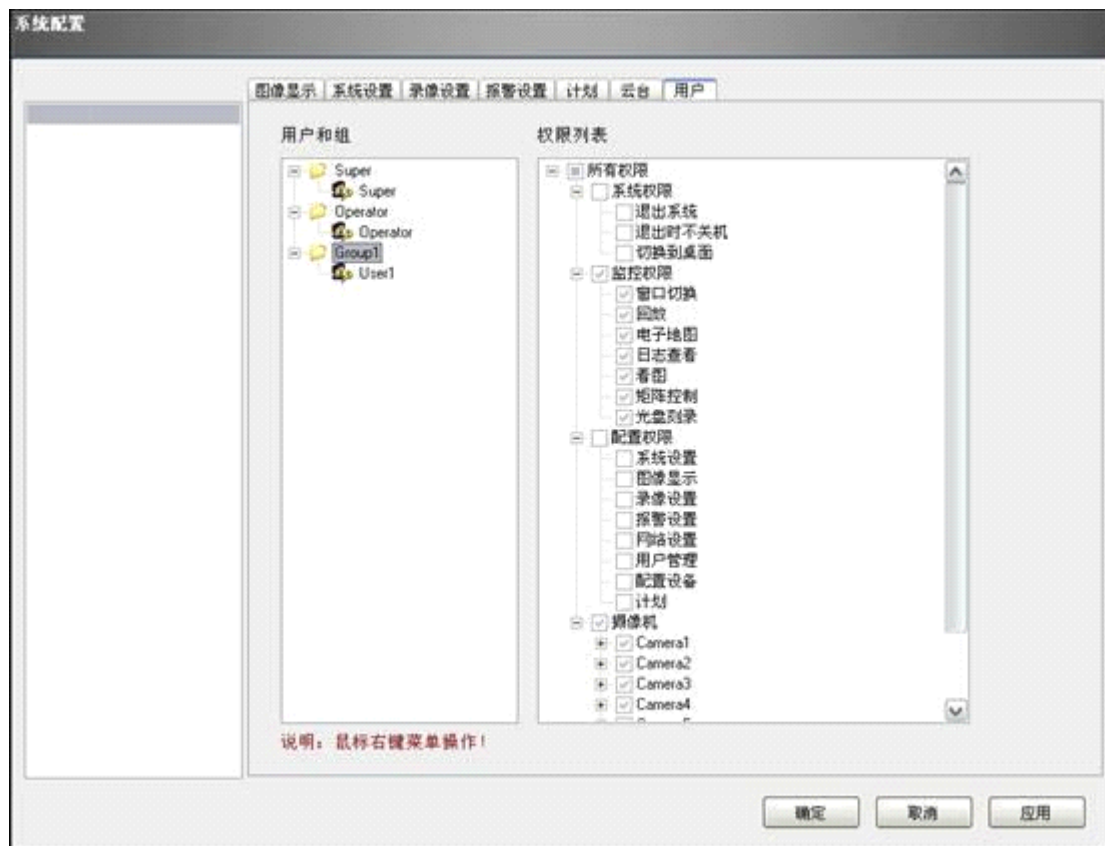 系统配置
图像显示 系统设置 录像设置 报警设置 计划 云台 用户
用户和组
权限列表
Super
Super
Operator
Operator
Group1
User1
所有权限
系统权限
退出系统
退出时不关机
切换到桌面
监控权限
窗口切换
回放
电子地图
日志查看
看图
矩阵控制
光盘刻录
配置权限
系统设置
图像显示
录像设置
报警设置
网络设置
用户管理
配置设备
计划
摄像机
Camera1
Camera2
Camera3
Camera4
说明：鼠标右键菜单操作！
确定 取消 应用